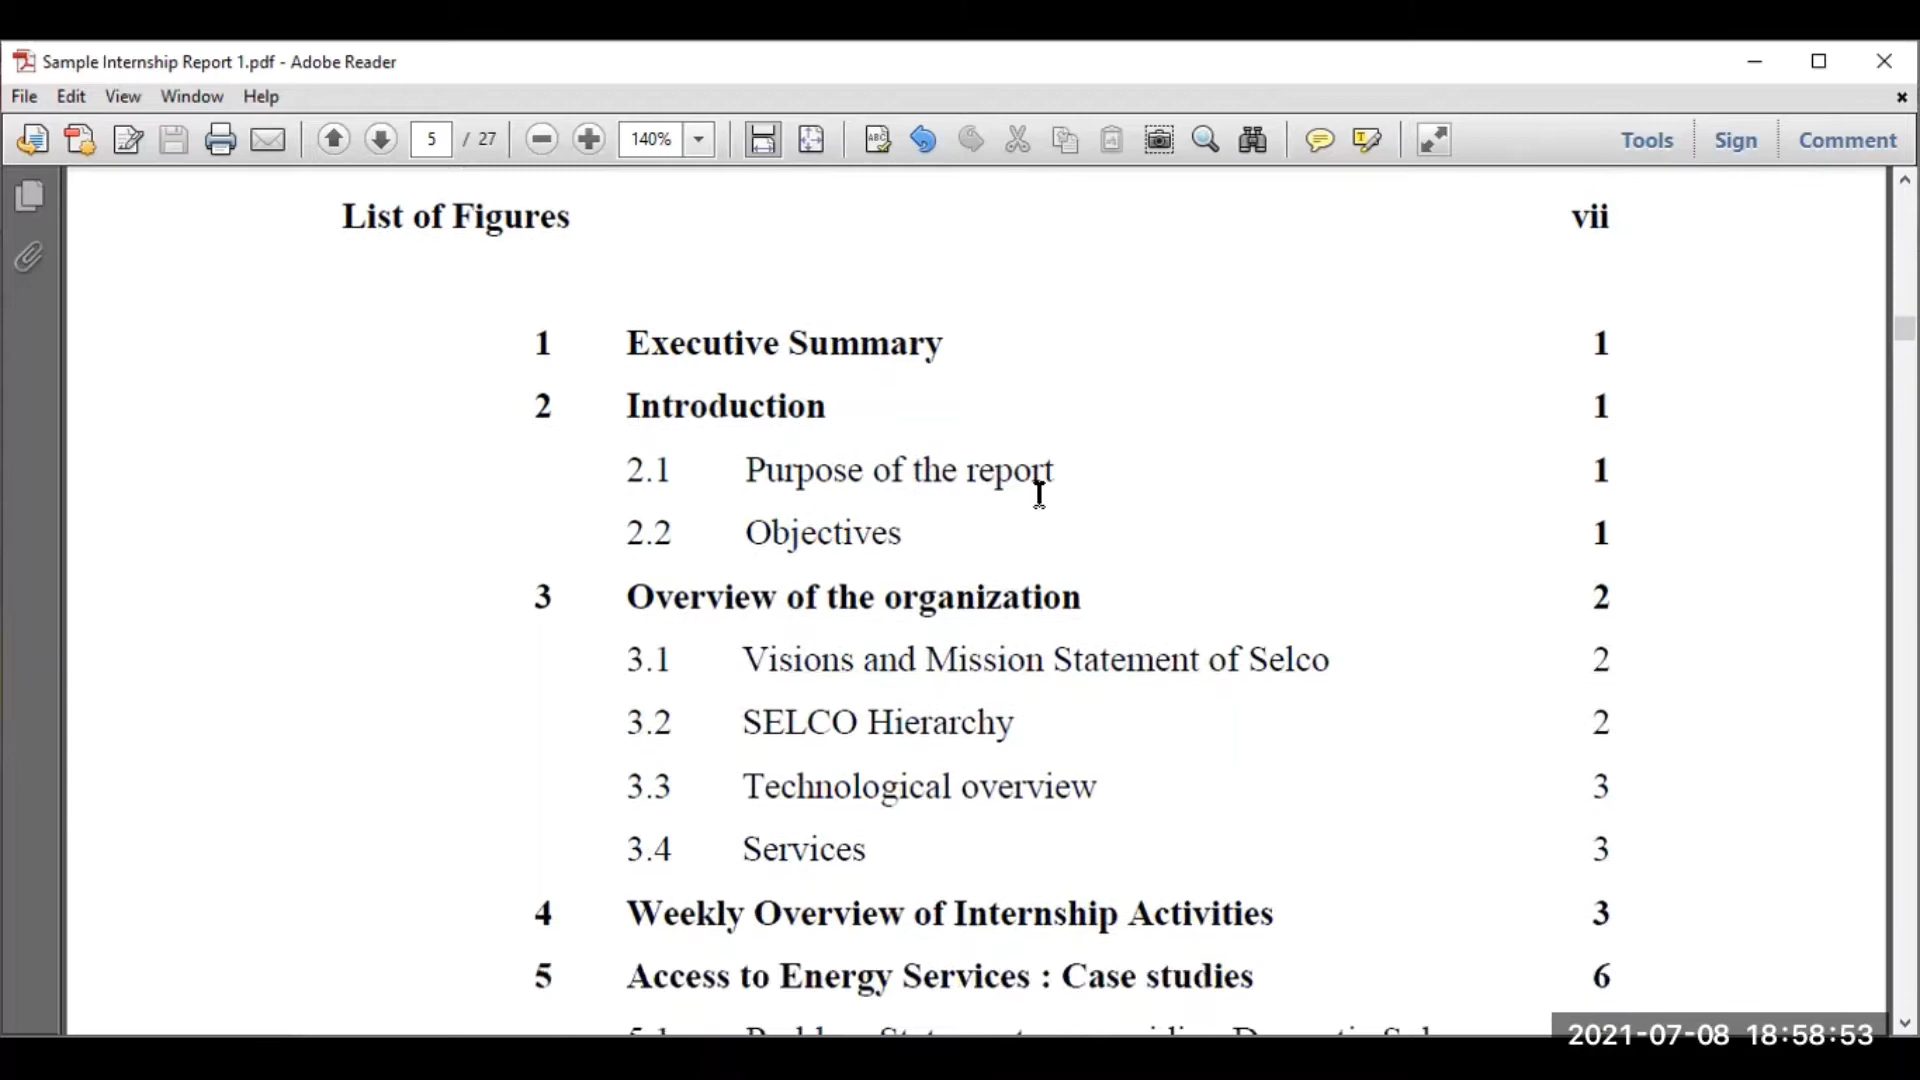 Sample Internship Report 1.pdf - Adobe Reader
File Edit View Window Help
5 / 27 140% Tools Sign Comment
List of Figures vii
1 Executive Summary 1
2 Introduction 1
2.1 Purpose of the report 1
2.2 Objectives 1
3 Overview of the organization 2
3.1 Visions and Mission Statement of Selco 2
3.2 SELCO Hierarchy 2
3.3 Technological overview 3
3.4 Services 3
4 Weekly Overview of Internship Activities 3
5 Access to Energy Services : Case studies 6
2021-07-08 18:58:53